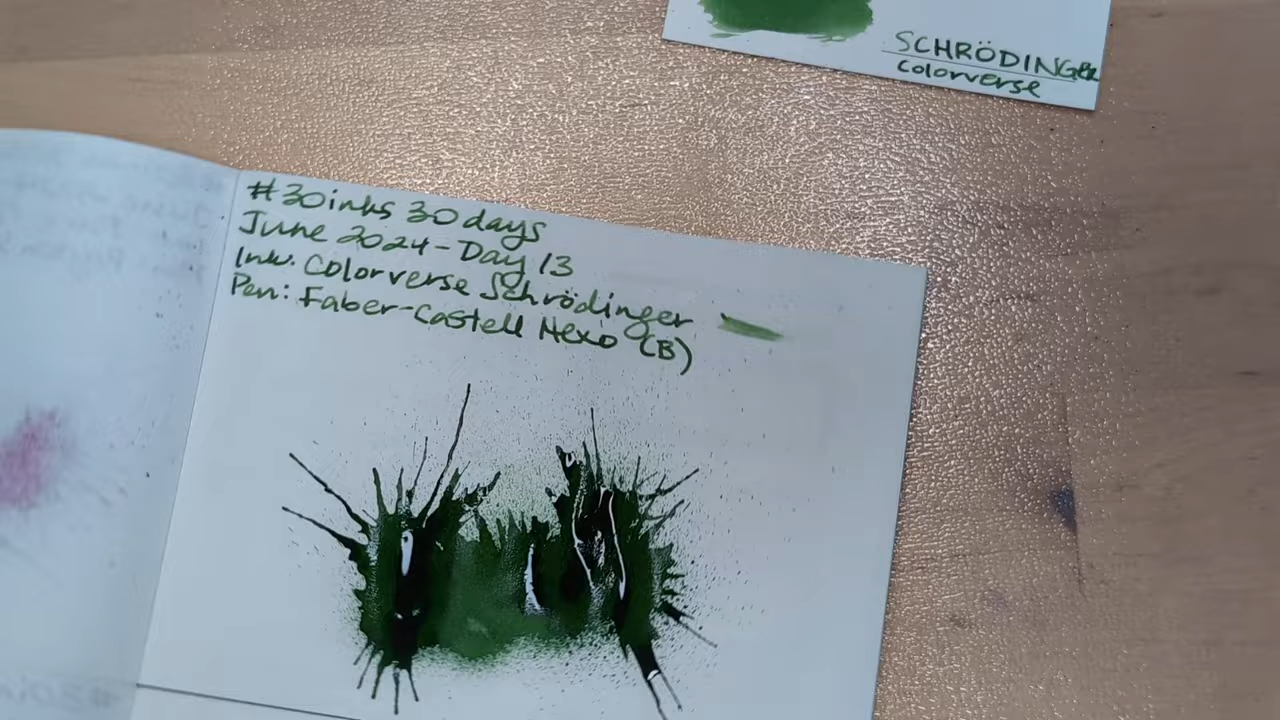 SCHRÖDINGER
Colorverse
#30inks 30days
June 2024-Day 13
Ink: Colorverse Schrödinger
Pen: Faber-Castell Hexo (B)